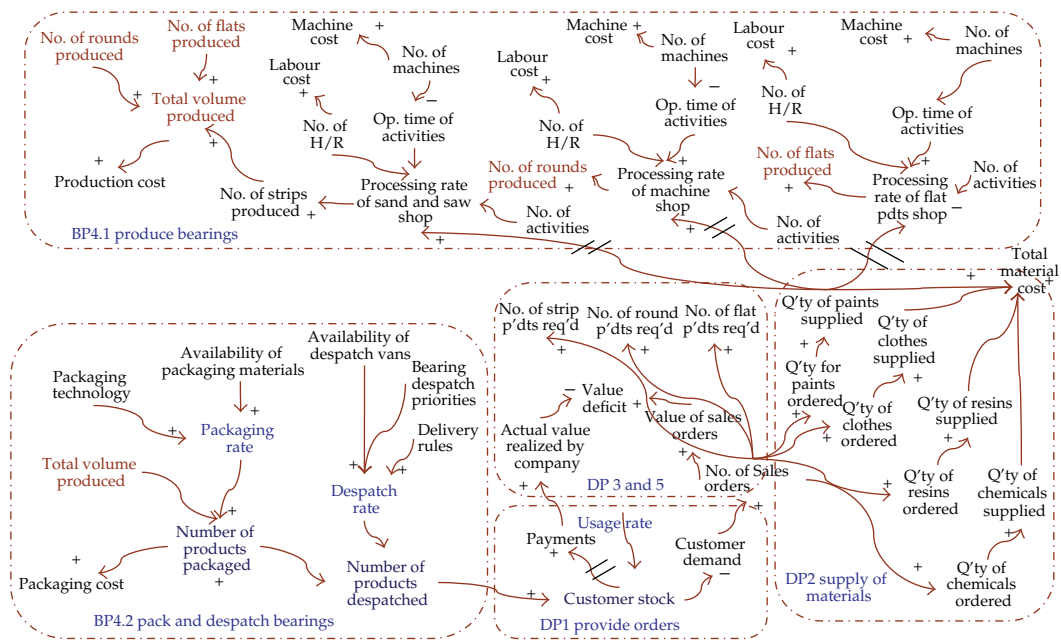 No. of rounds
produced
No. of flats
produced
+
+
Total volume
produced
+
+
Production cost
No. of strips
produced
+
Machine
cost
+
No. of
machines
Labour
cost
+
−
No. of
H/R
Op. time of
activities
+
Processing rate
of sand and saw
shop
+
+
No. of
activities
BP4.1 produce bearings
Machine
cost
+
No. of
machines
Labour
cost
+
−
No. of
H/R
Op. time of
activities
+
No. of rounds
produced
+
Processing rate
of machine
shop
+
+
No. of
activities
Labour
cost
+
Machine cost
+
No. of machines
No. of
H/R
Op. time
of activities
+
No. of flats
produced
+
Processing
rate of flat
pdts shop
−
+
No. of
activities
Total
material
cost
+
+
+
+
Availability of
packaging materials
Availability of
despatch vans
Packaging
technology
+
+
Packaging
rate
Bearing
despatch
priorities
Delivery
rules
+
+
Despatch
rate
Total volume
produced
+
+
Number of
products
packaged
+
+
Packaging cost
+
Number of
products
despatched
BP4.2 pack and despatch bearings
No. of strip
p'dts req'd
+
No. of round
p'dts req'd
+
No. of flat
p'dts req'd
+
−
Value
deficit
+
Value of sales
orders
Actual value
realized by
company
+
+
No. of Sales
orders
+
DP 3 and 5
Usage rate
Payments
+
Customer
demand
−
+
Customer stock
DP1 provide orders
Q'ty of paints
supplied
+
Q'ty of
clothes
supplied
+
Q'ty for
paints
ordered
+
Q'ty of
clothes
ordered
+
Q'ty of resins
supplied
+
Q'ty of
resins
ordered
+
Q'ty of
chemicals
supplied
+
Q'ty of
chemicals
ordered
+
DP2 supply of
materials